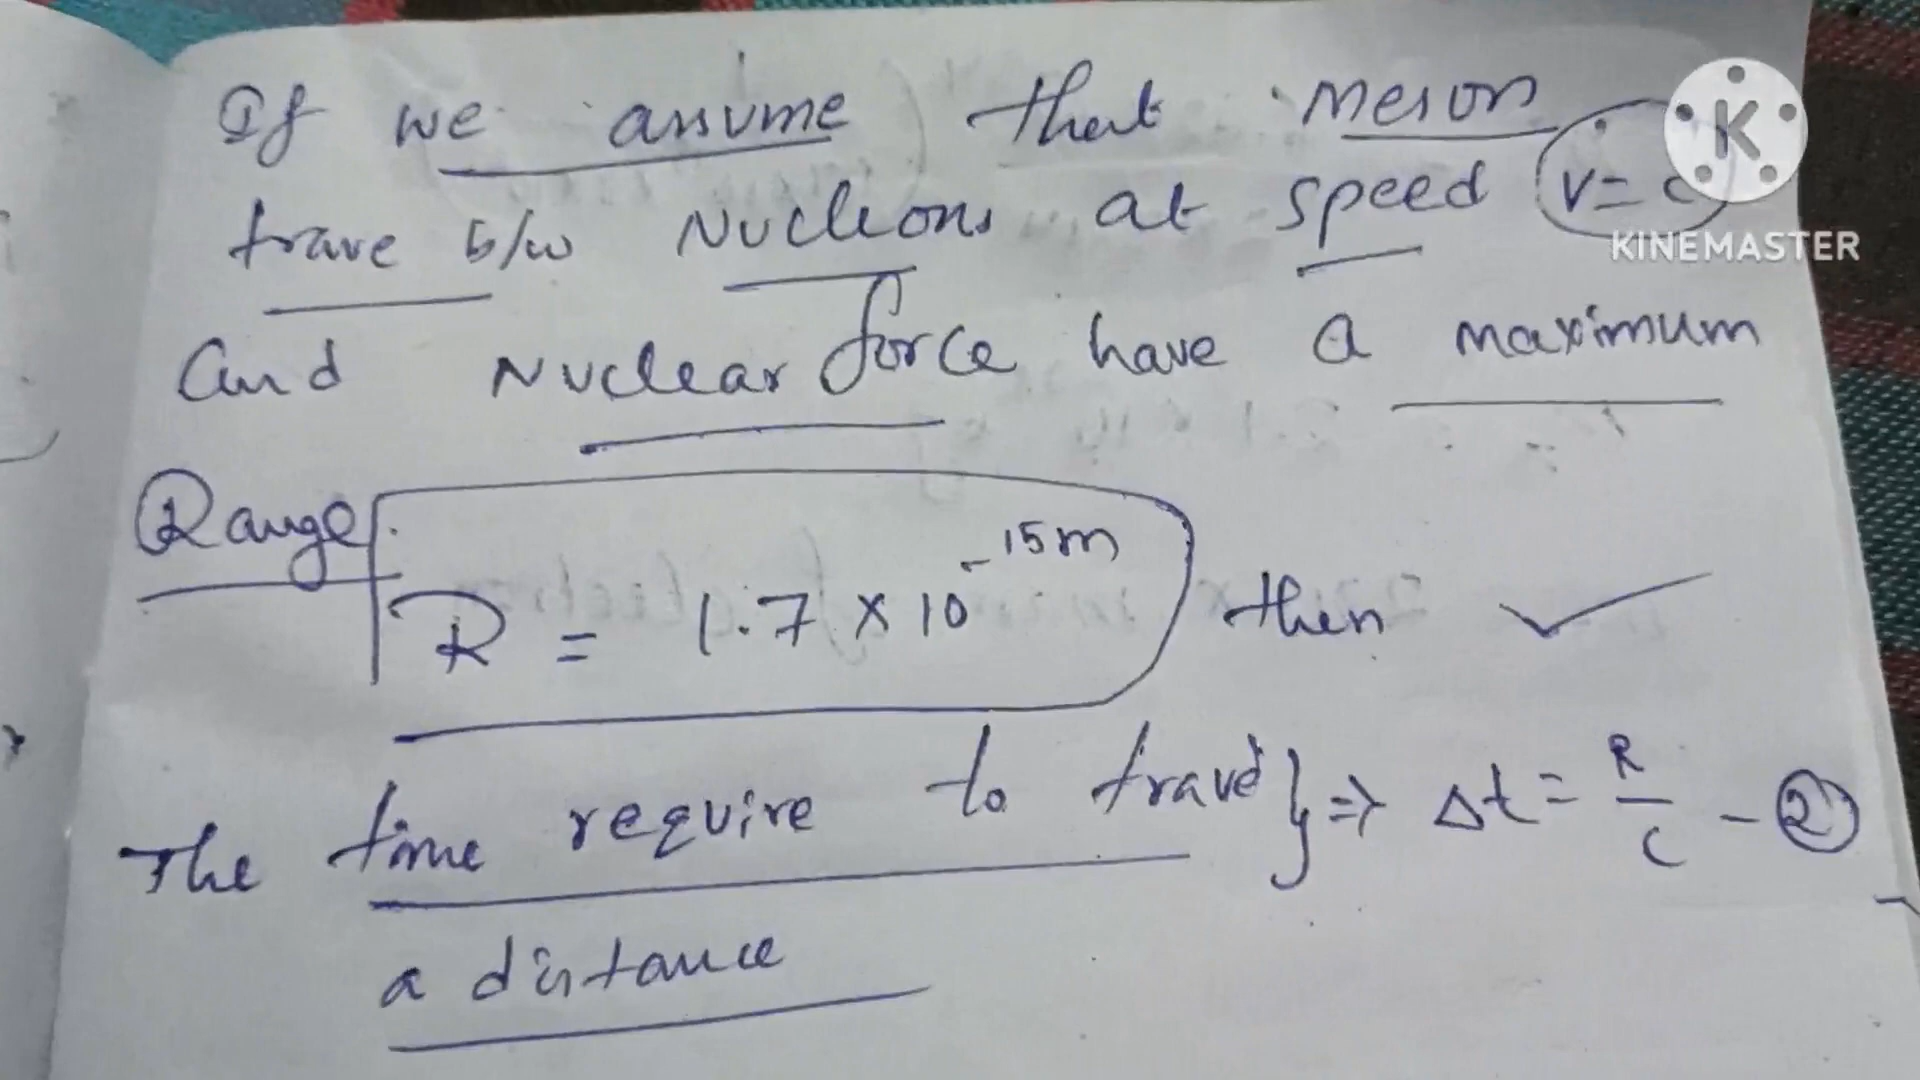 If we assume that meson
trave b/w Nucleons at speed v=c
KINEMASTER
and Nuclear force have a maximum
Range
R = 1.7 × 10^-15 m then ✓
The time require to travel } ⇒ Δt = R/c - ②
a distance